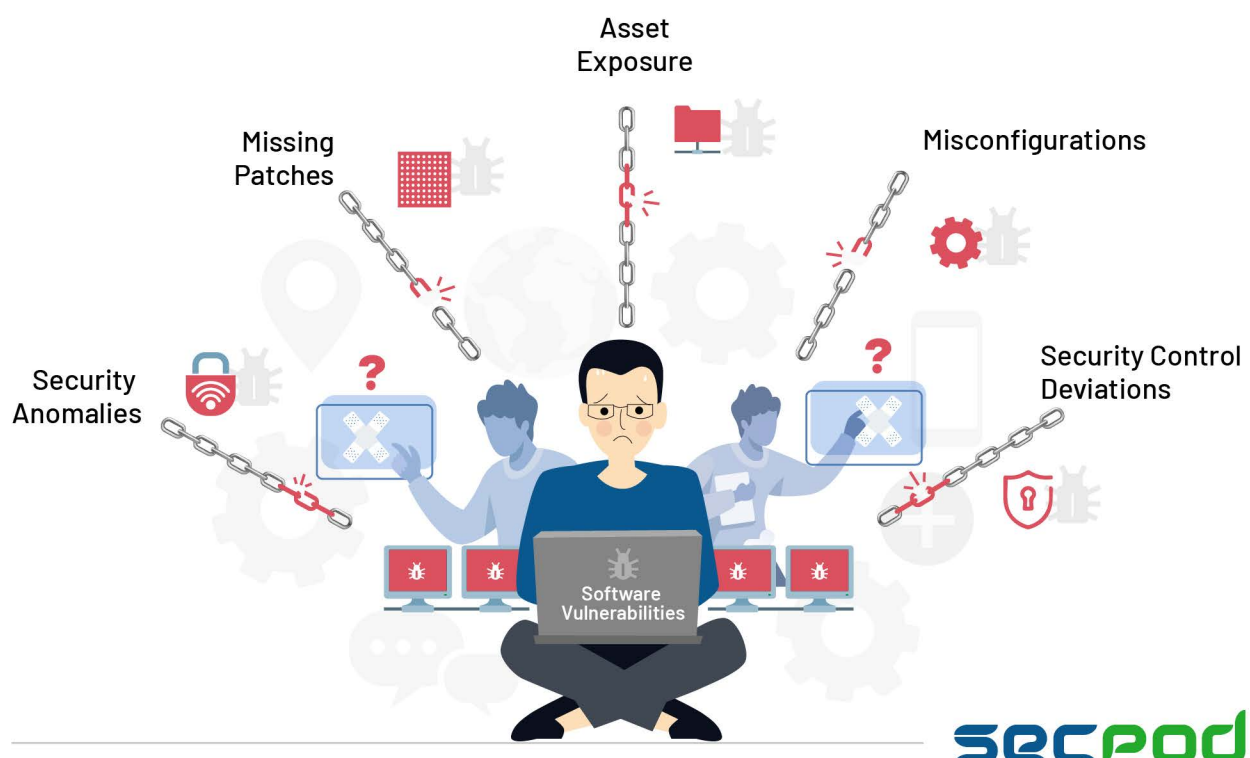 Asset
Exposure
Missing
Patches
Misconfigurations
Security
Anomalies
?
?
Security Control
Deviations
Software
Vulnerabilities
secpod